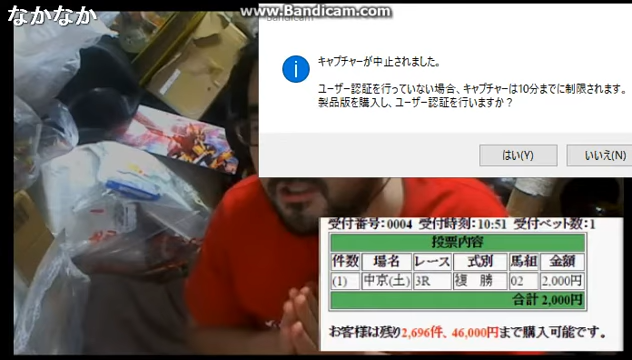 なかなか
www.Bandicam.com
Bandicam
キャプチャーが中止されました。
ユーザー認証を行っていない場合、キャプチャーは10分までに制限されます。
製品版を購入し、ユーザー認証を行いますか？
はい(Y)
いいえ(N)
受付番号:0004 受付時刻:10:51 受付ベット数:1
投票内容
件数 場名 レース 式別 馬組 金額
(1) 中京(土) 3R 複 勝 02 2,000円
合計 2,000円
お客様は残り2,696件、46,000円まで購入可能です。